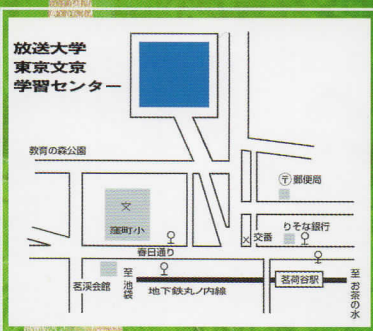 放送大学
東京文京
学習センター
教育の森公園
〒郵便局
窪町小
りそな銀行
交番
春日通り
茗渓会館
至池袋
地下鉄丸ノ内線
茗荷谷駅
至お茶の水